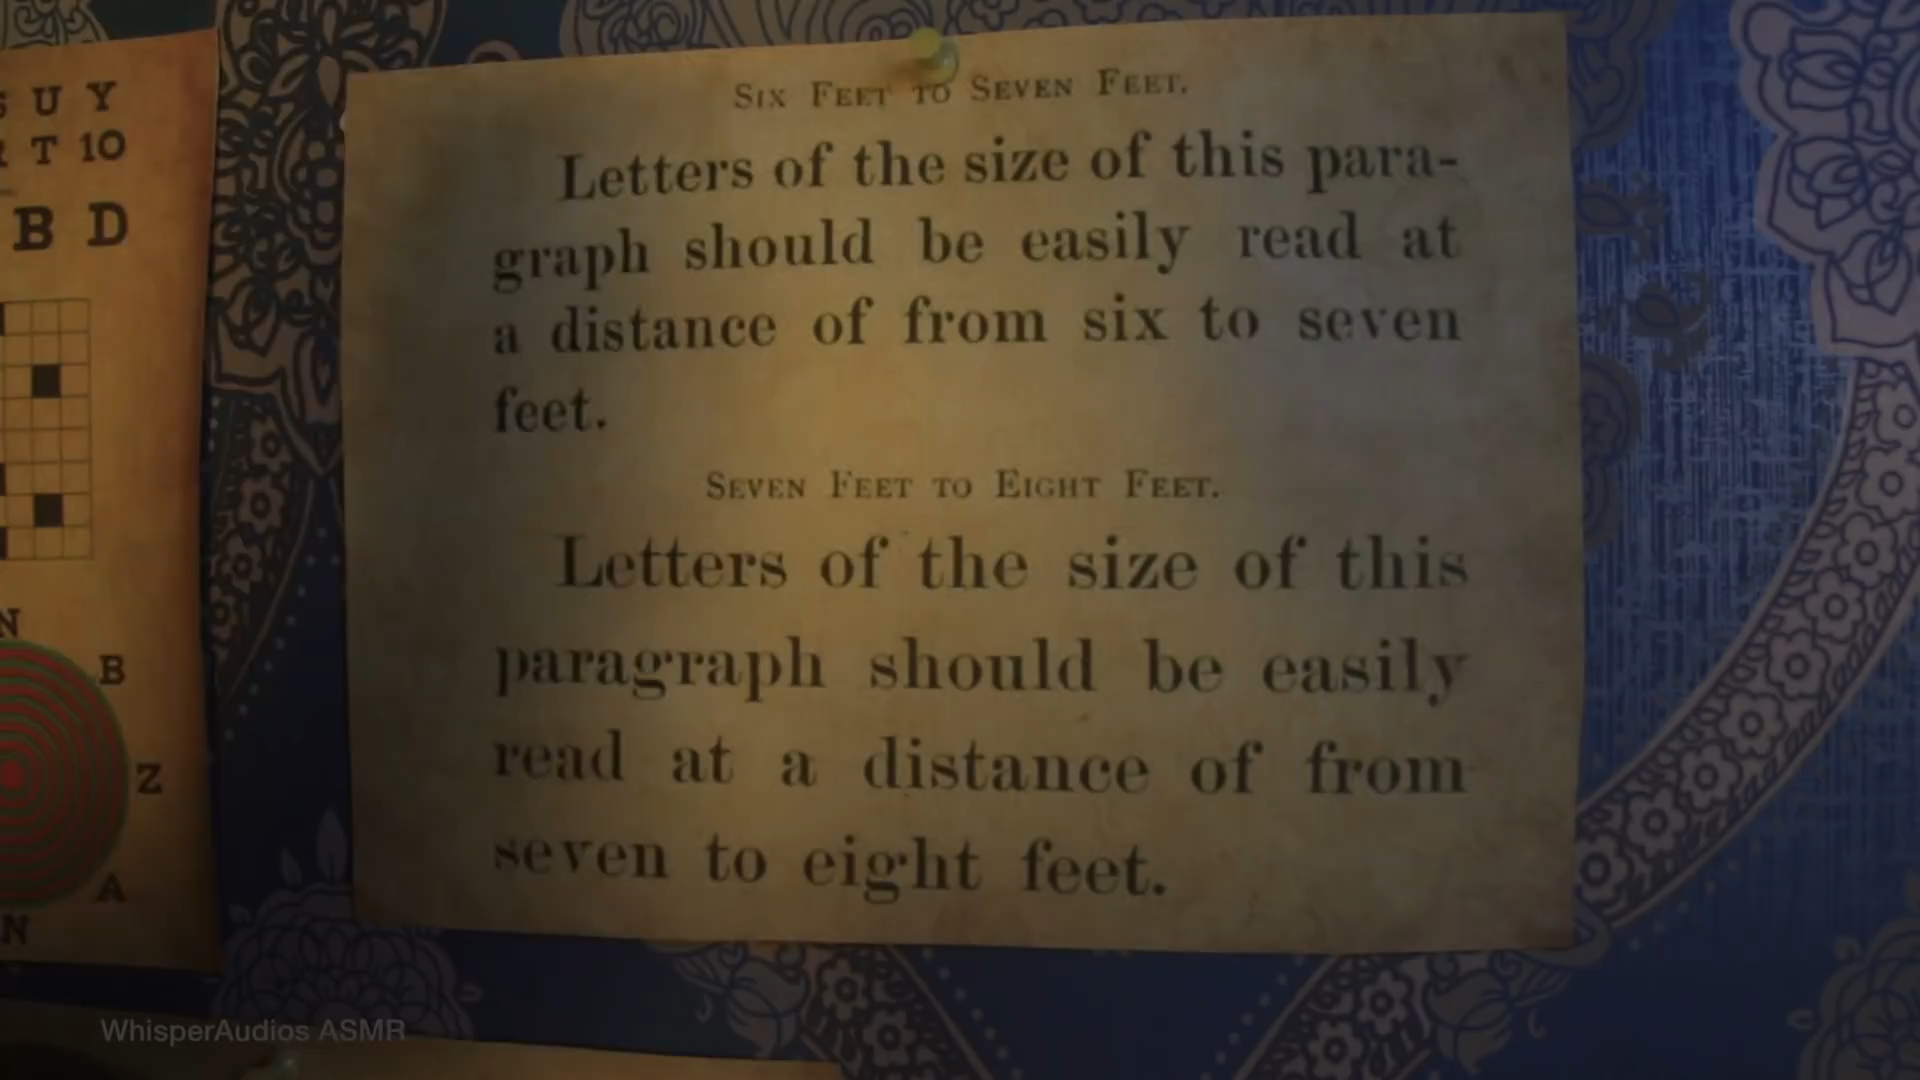 S U Y
R T 10
B D
N
B
Z
A
N
SIX FEET TO SEVEN FEET.
Letters of the size of this para-
graph should be easily read at
a distance of from six to seven
feet.
SEVEN FEET TO EIGHT FEET.
Letters of the size of this
paragraph should be easily
read at a distance of from
seven to eight feet.
WhisperAudios ASMR